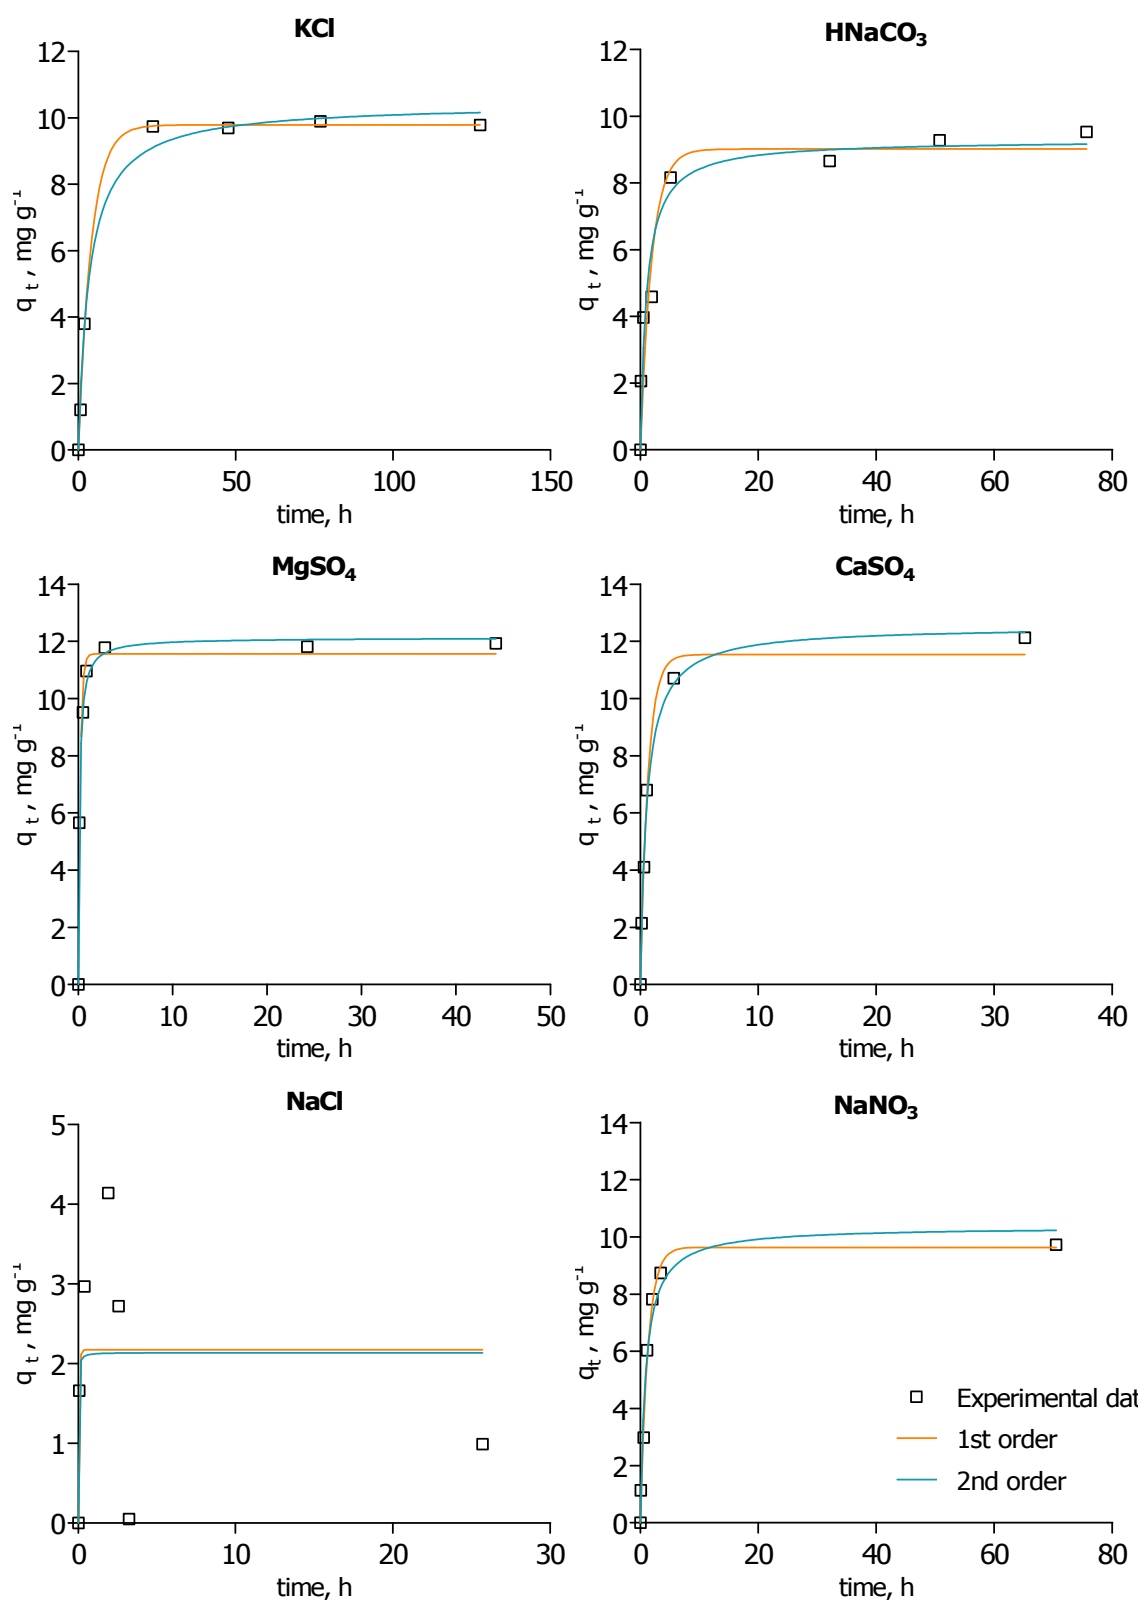 KCl
12
10
8
6
4
2
0
q t , mg g-1
0 50 100 150
time, h
HNaCO3
12
10
8
6
4
2
0
q t , mg g-1
0 20 40 60 80
time, h
MgSO4
14
12
10
8
6
4
2
0
q t , mg g-1
0 10 20 30 40 50
time, h
CaSO4
14
12
10
8
6
4
2
0
q t , mg g-1
0 20 40 35 40
time, h
NaCl
5
4
3
2
1
0
q t , mg g-1
0 10 20 30
time, h
NaNO3
14
12
10
8
6
4
2
0
qt, mg g-1
0 20 40 60 80
time, h
Experimental dat
1st order
2nd order